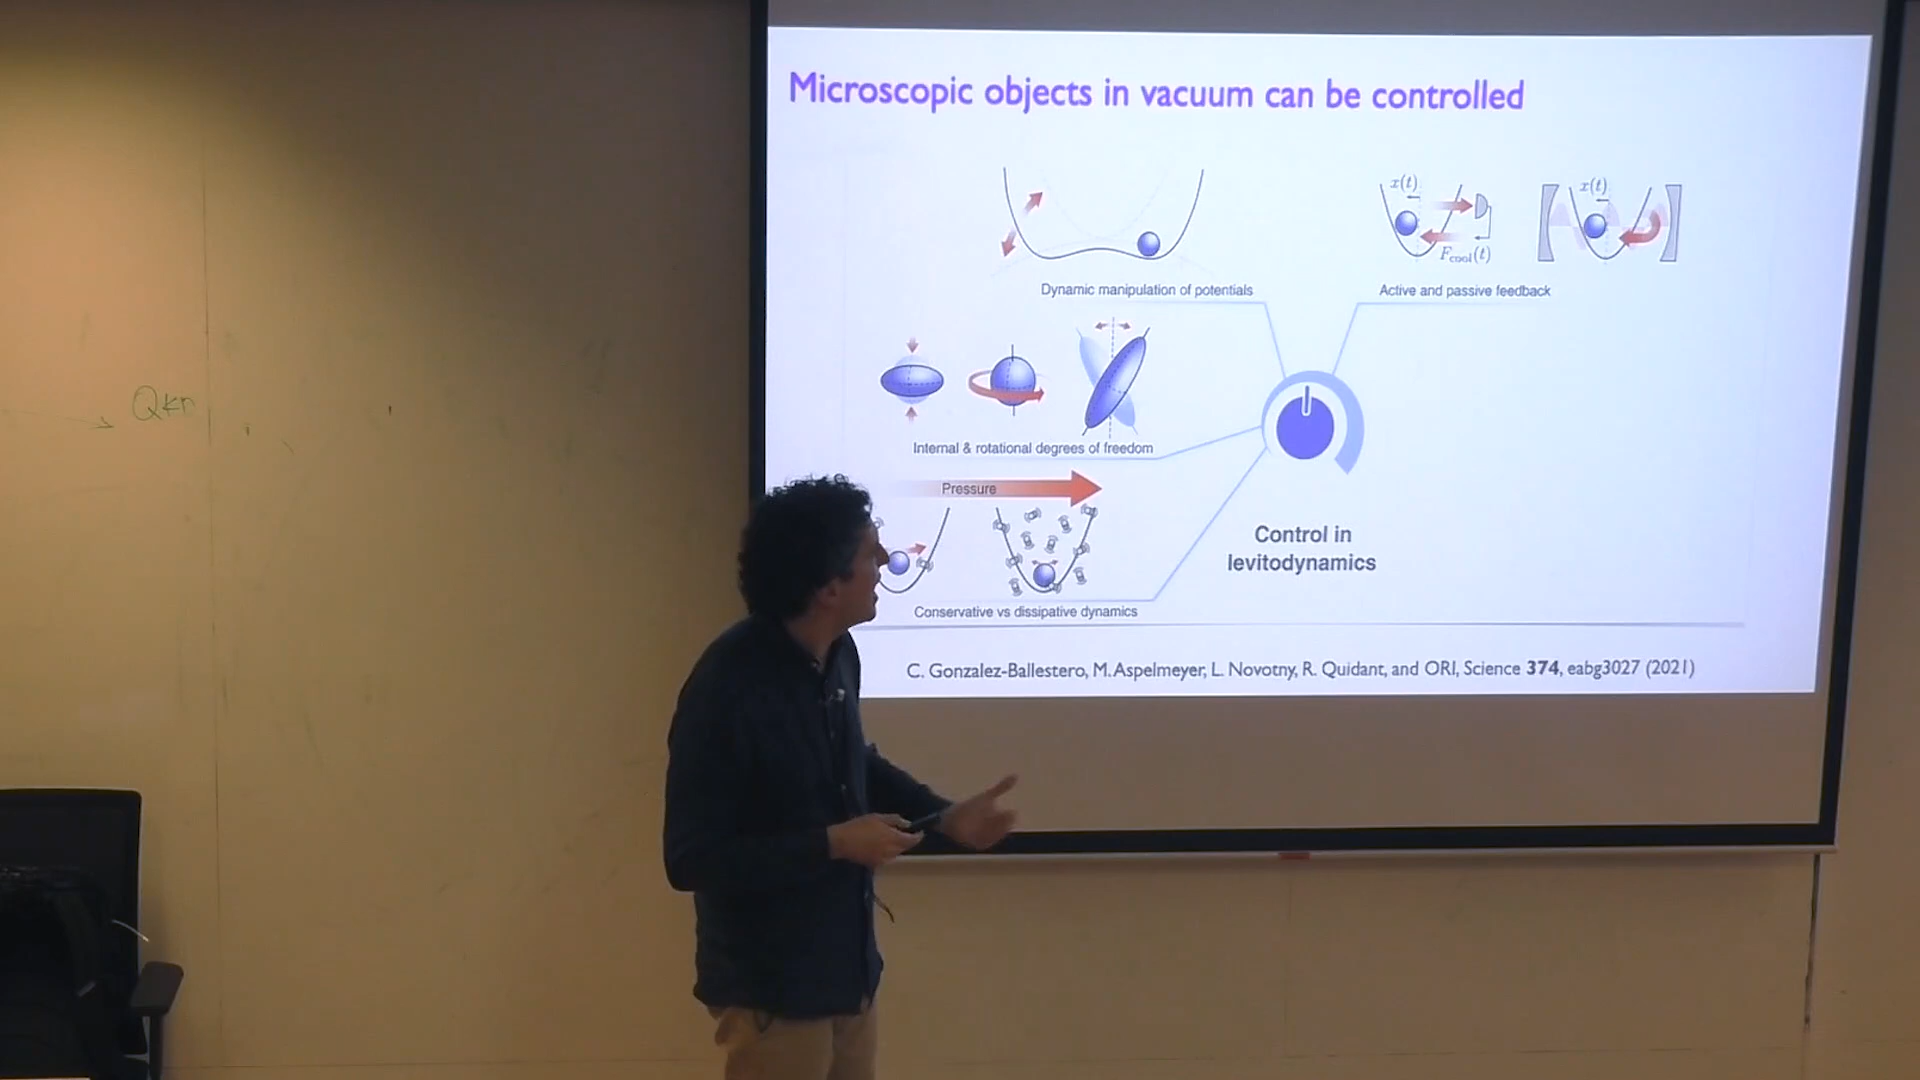 Microscopic objects in vacuum can be controlled
x(t)
x(t)
F_cool(t)
Dynamic manipulation of potentials
Active and passive feedback
Internal & rotational degrees of freedom
Pressure
Control in
levitodynamics
Conservative vs dissipative dynamics
C. Gonzalez-Ballestero, M. Aspelmeyer, L. Novotny, R. Quidant, and ORI, Science 374, eabg3027 (2021)